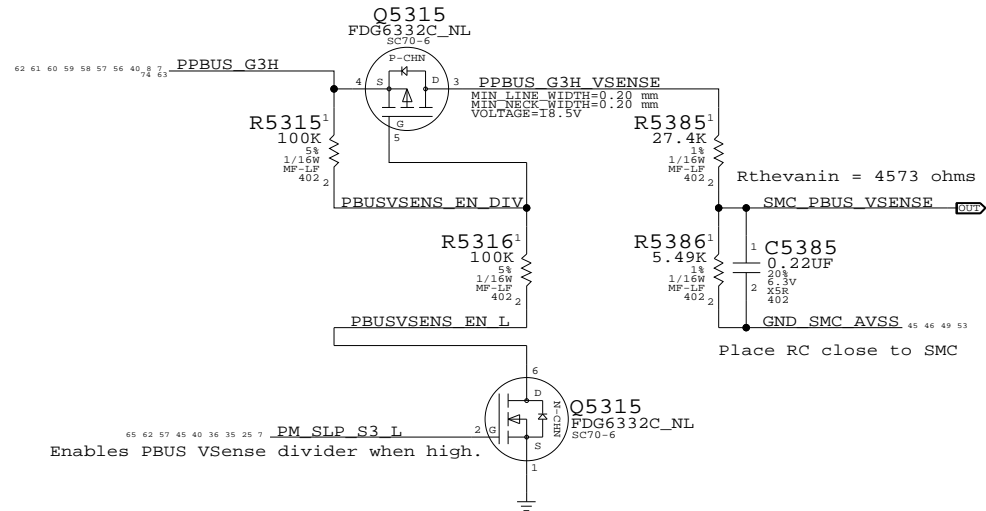 Q5315
FDG6332C_NL
SC70-6
P-CHN
62 61 60 59 58 57 56 40 8 7
74 63
PPBUS_G3H
4 S D 3
G
5
PPBUS_G3H_VSENSE
MIN_LINE_WIDTH=0.20 mm
MIN_NECK_WIDTH=0.20 mm
VOLTAGE=18.5V
R5315 1
100K
5%
1/16W
MF-LF
402 2
R5385 1
27.4K
1%
1/16W
MF-LF
402 2
Rthevanin = 4573 ohms
PBUSVSENS_EN_DIV
SMC_PBUS_VSENSE
OUT
R5316 1
100K
5%
1/16W
MF-LF
402 2
R5386 1
5.49K
1%
1/16W
MF-LF
402 2
1 C5385
0.22UF
20%
6.3V
2 X5R
402
PBUSVSENS_EN_L
GND_SMC_AVSS 45 46 49 53
Place RC close to SMC
6
D
N-CHN
Q5315
FDG6332C_NL
SC70-6
65 62 57 45 40 36 35 25 7 PM_SLP_S3_L 2 G
S
1
Enables PBUS VSense divider when high.